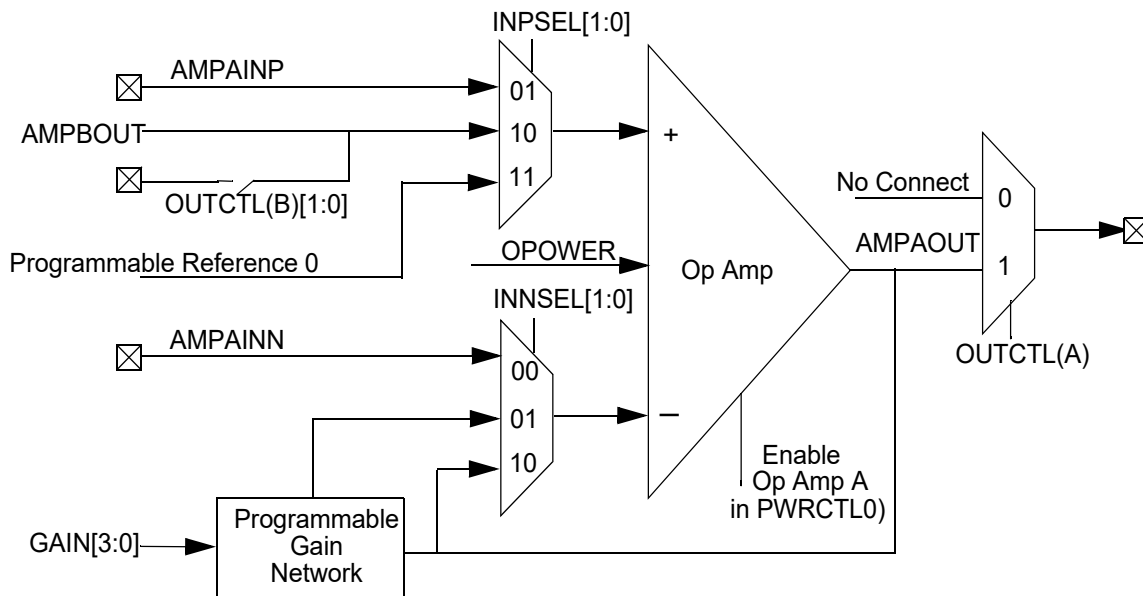 INPSEL[1:0]
AMPAINP
01
AMPBOUT
10
+
11
OUTCTL(B)[1:0]
No Connect
0
Programmable Reference 0
OPOWER
Op Amp
AMPAOUT
1
INNSEL[1:0]
AMPAINN
00
OUTCTL(A)
01
−
10
Enable
Op Amp A
in PWRCTL0)
GAIN[3:0]
Programmable
Gain
Network